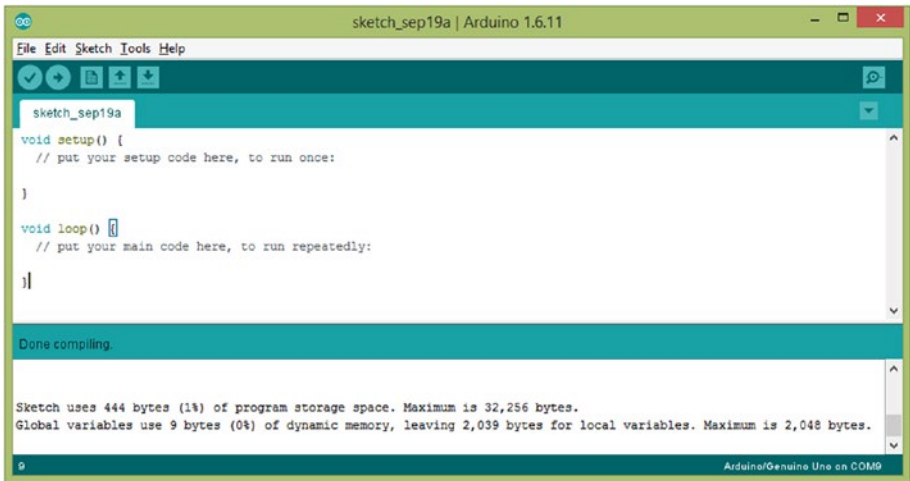 sketch_sep19a | Arduino 1.6.11
File Edit Sketch Tools Help
sketch_sep19a
void setup() {
  // put your setup code here, to run once:
}
void loop() {
  // put your main code here, to run repeatedly:
}
Done compiling.
Sketch uses 444 bytes (1%) of program storage space. Maximum is 32,256 bytes.
Global variables use 9 bytes (0%) of dynamic memory, leaving 2,039 bytes for local variables. Maximum is 2,048 bytes.
9
Arduino/Genuino Uno on COM9